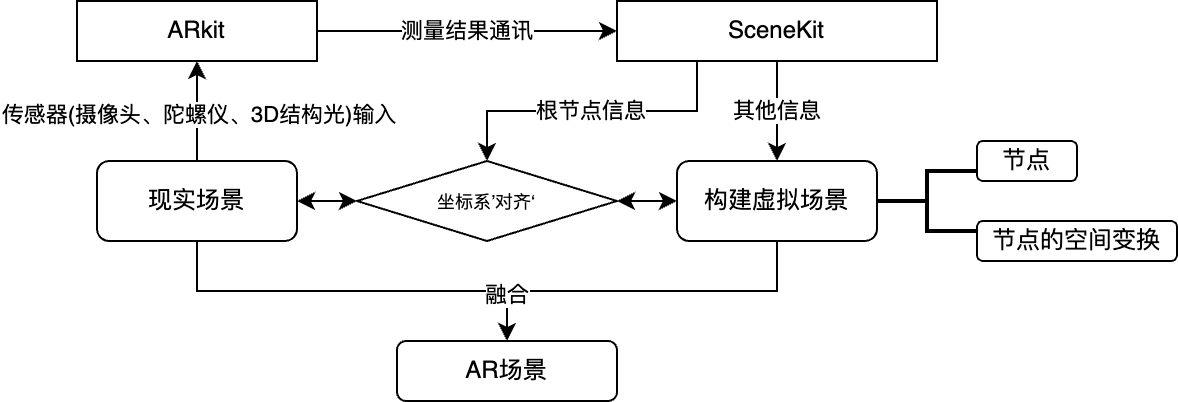 ARkit
测量结果通讯
SceneKit
传感器(摄像头、陀螺仪、3D结构光)输入
根节点信息
其他信息
现实场景
坐标系'对齐‘
构建虚拟场景
节点
节点的空间变换
融合
AR场景